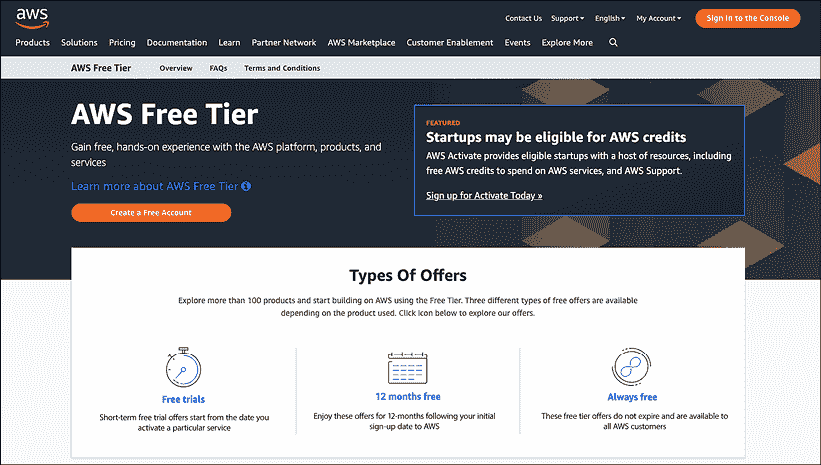 aws
Contact Us Support English My Account Sign In to the Console
Products Solutions Pricing Documentation Learn Partner Network AWS Marketplace Customer Enablement Events Explore More
AWS Free Tier Overview FAQs Terms and Conditions
AWS Free Tier
Gain free, hands-on experience with the AWS platform, products, and
services
Learn more about AWS Free Tier
Create a Free Account
FEATURED
Startups may be eligible for AWS credits
AWS Activate provides eligible startups with a host of resources, including
free AWS credits to spend on AWS services, and AWS Support.
Sign up for Activate Today »
Types Of Offers
Explore more than 100 products and start building on AWS using the Free Tier. Three different types of free offers are available
depending on the product used. Click icon below to explore our offers.
Free trials
Short-term free trial offers start from the date you
activate a particular service
12 months free
Enjoy these offers for 12-months following your initial
sign-up date to AWS
Always free
These free tier offers do not expire and are available to
all AWS customers